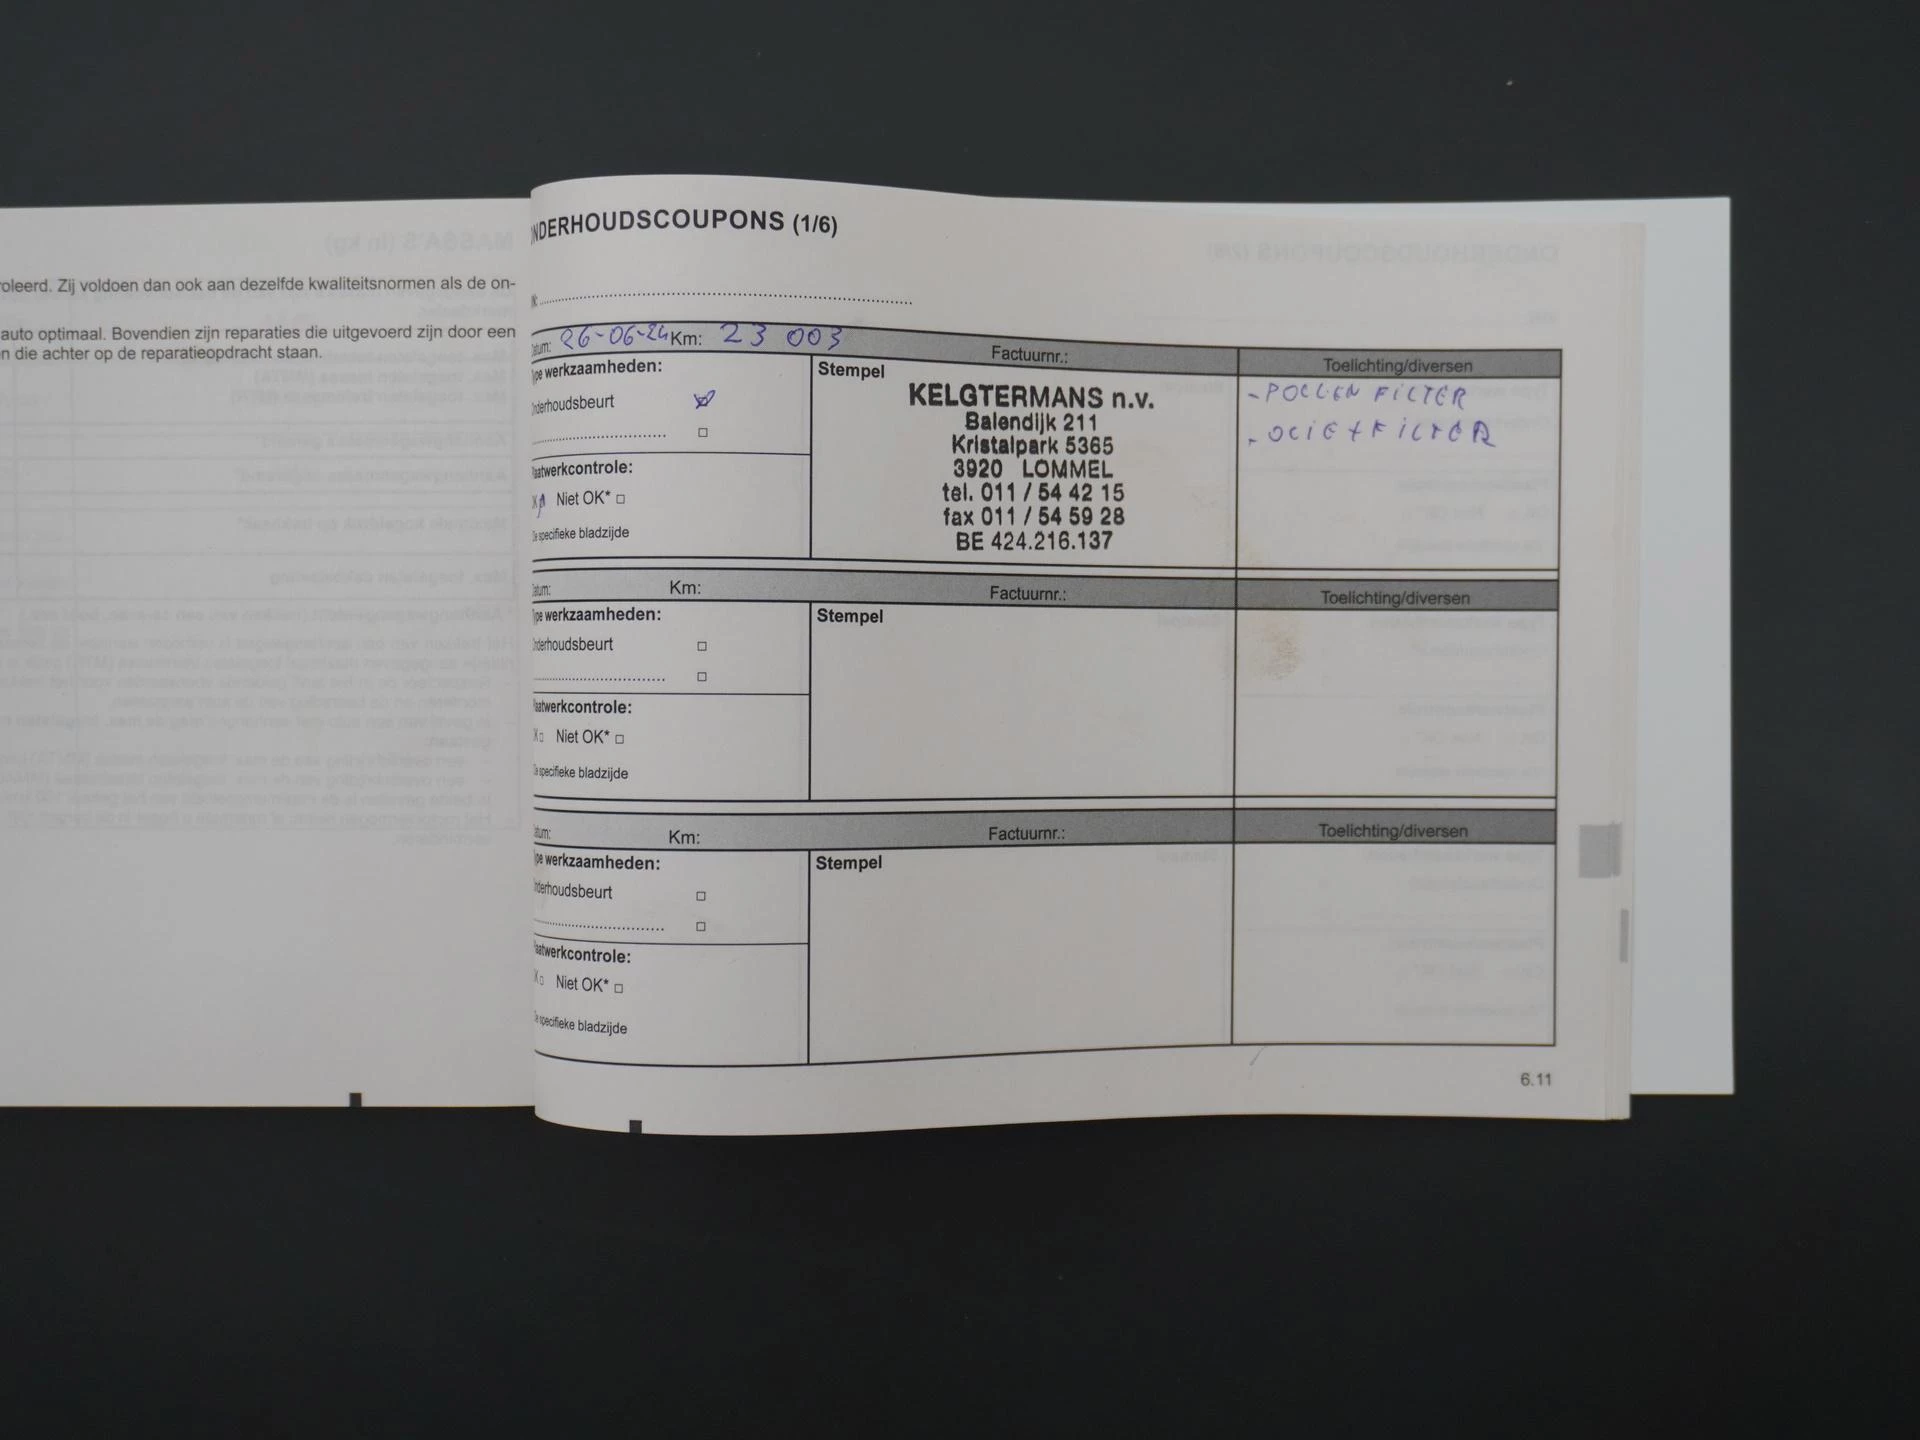 roleerd. Zij voldoen dan ook aan dezelfde kwaliteitsnormen als de on-
auto optimaal. Bovendien zijn reparaties die uitgevoerd zijn door een
n die achter op de reparatieopdracht staan.
NDERHOUDSCOUPONS (1/6)
atum: 26-06-24 Km: 23 003 Factuurnr.: Toelichting/diversen
ype werkzaamheden:
nderhoudsbeurt
aatwerkcontrole:
K Niet OK*
e specifieke bladzijde
Stempel
KELGTERMANS n.v.
Balendijk 211
Kristalpark 5365
3920 LOMMEL
tel. 011 / 54 42 15
fax 011 / 54 59 28
BE 424.216.137
- POLLEN FILTER
- OLIE + FILTER
atum: Km: Factuurnr.: Toelichting/diversen
ype werkzaamheden:
nderhoudsbeurt
aatwerkcontrole:
K Niet OK*
e specifieke bladzijde
Stempel
atum: Km: Factuurnr.: Toelichting/diversen
ype werkzaamheden:
nderhoudsbeurt
aatwerkcontrole:
K Niet OK*
e specifieke bladzijde
Stempel
6.11